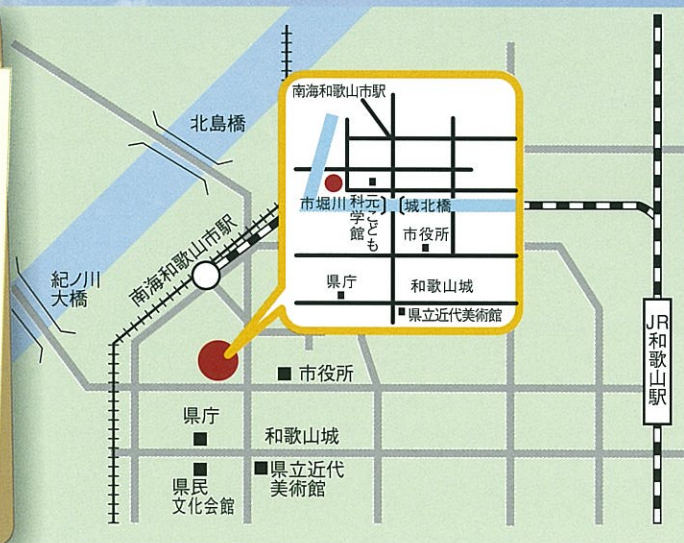 北島橋
紀ノ川
大橋
南海和歌山市駅
南海和歌山市駅
市堀川
元こども
科学館
城北橋
市役所
県庁
和歌山城
県立近代美術館
市役所
県庁
和歌山城
県民
文化会館
県立近代
美術館
JR和歌山駅